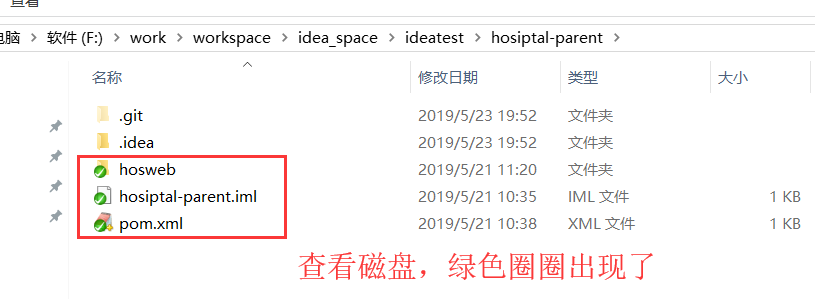 查看
电脑 > 软件 (F:) > work > workspace > idea_space > ideatest > hosiptal-parent >
名称 修改日期 类型 大小
.git 2019/5/23 19:52 文件夹
.idea 2019/5/23 19:52 文件夹
hosweb 2019/5/21 11:20 文件夹
hosiptal-parent.iml 2019/5/21 10:35 IML 文件 1 KB
pom.xml 2019/5/21 10:38 XML 文件 1 KB
查看磁盘，绿色圈圈出现了